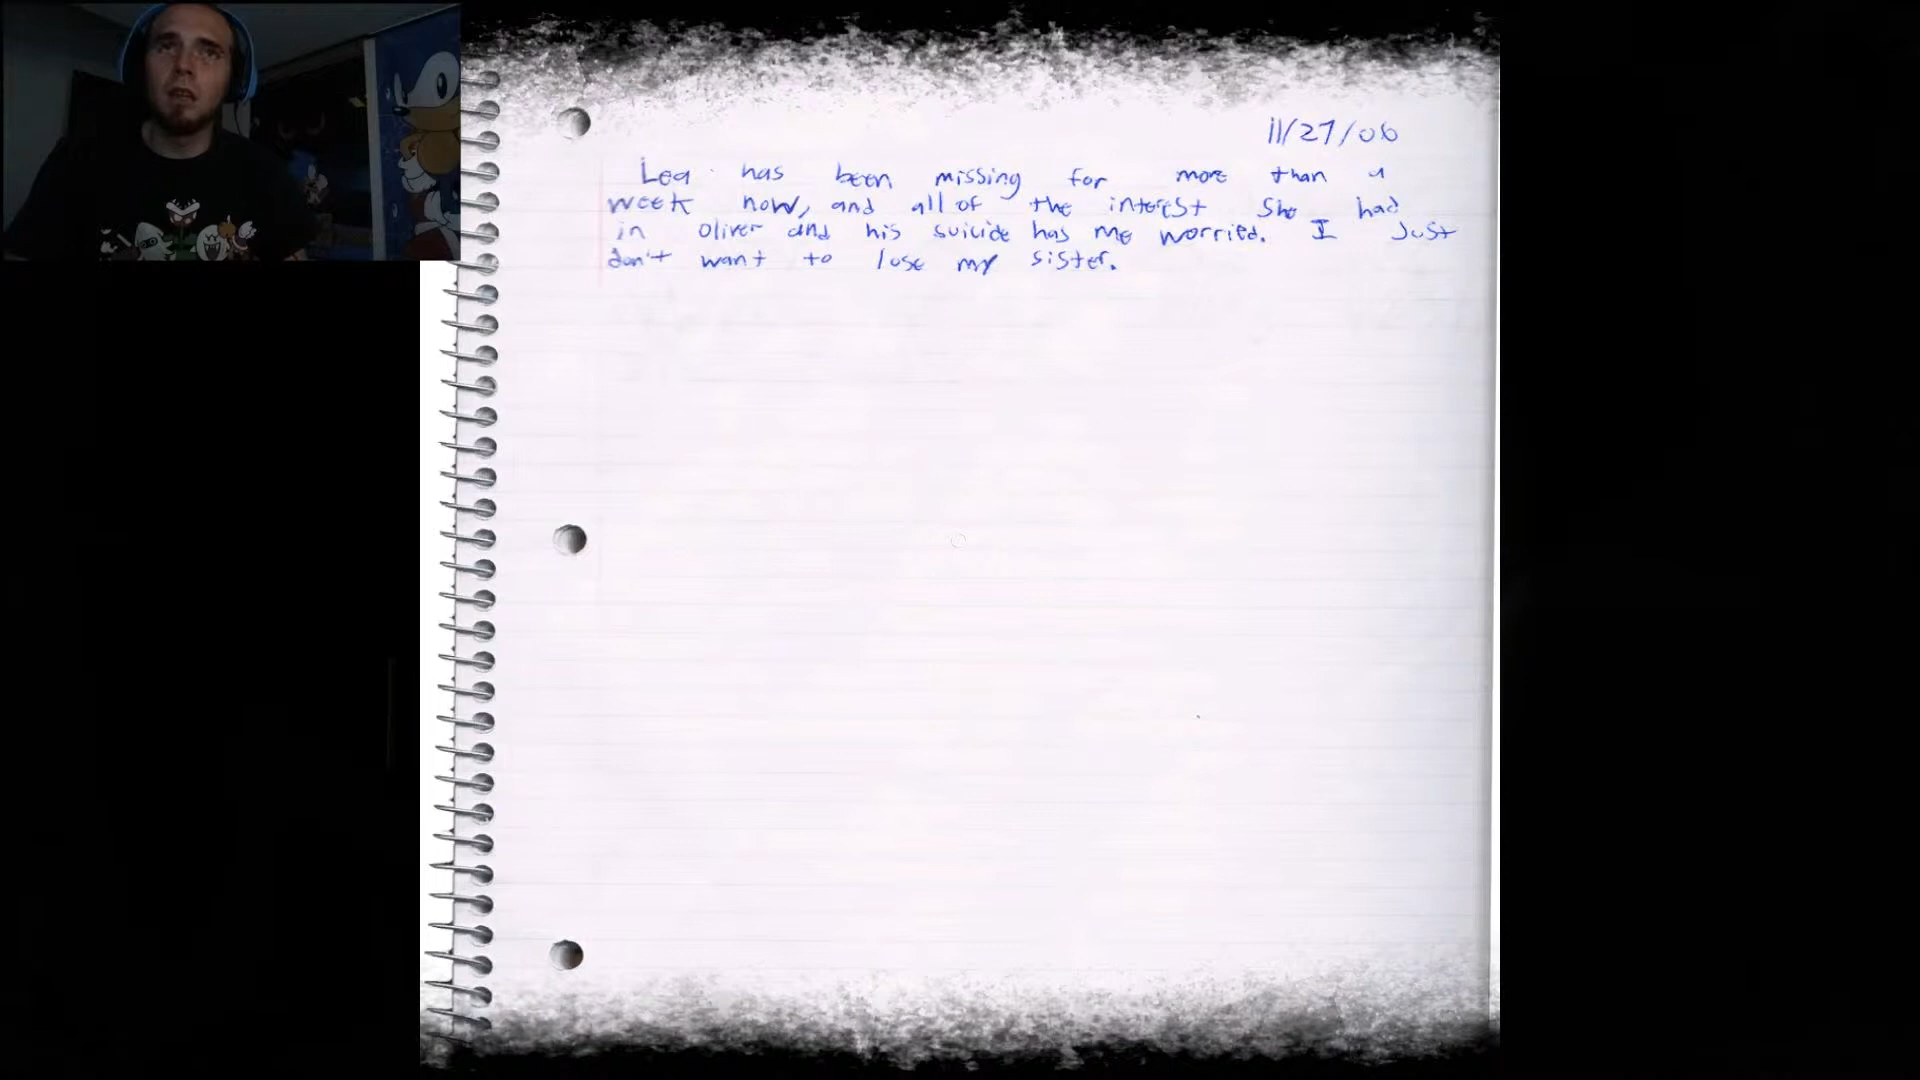 11/27/06
Lea has been missing for more than a
week now, and all of the interest she had
in oliver and his suicide has me worried. I Just
don't want to lose my sister.